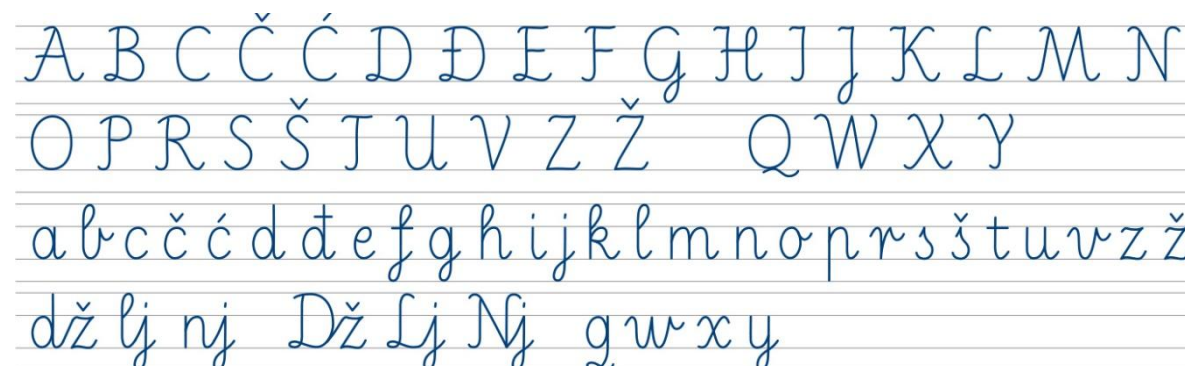 A B C Č Ć D Đ E F G H I J K L M N
O P R S Š T U V Z Ž Q W X Y
a b c č ć d đ e f g h i j k l m n o p r s š t u v z ž
dž lj nj Dž Lj Nj q w x y